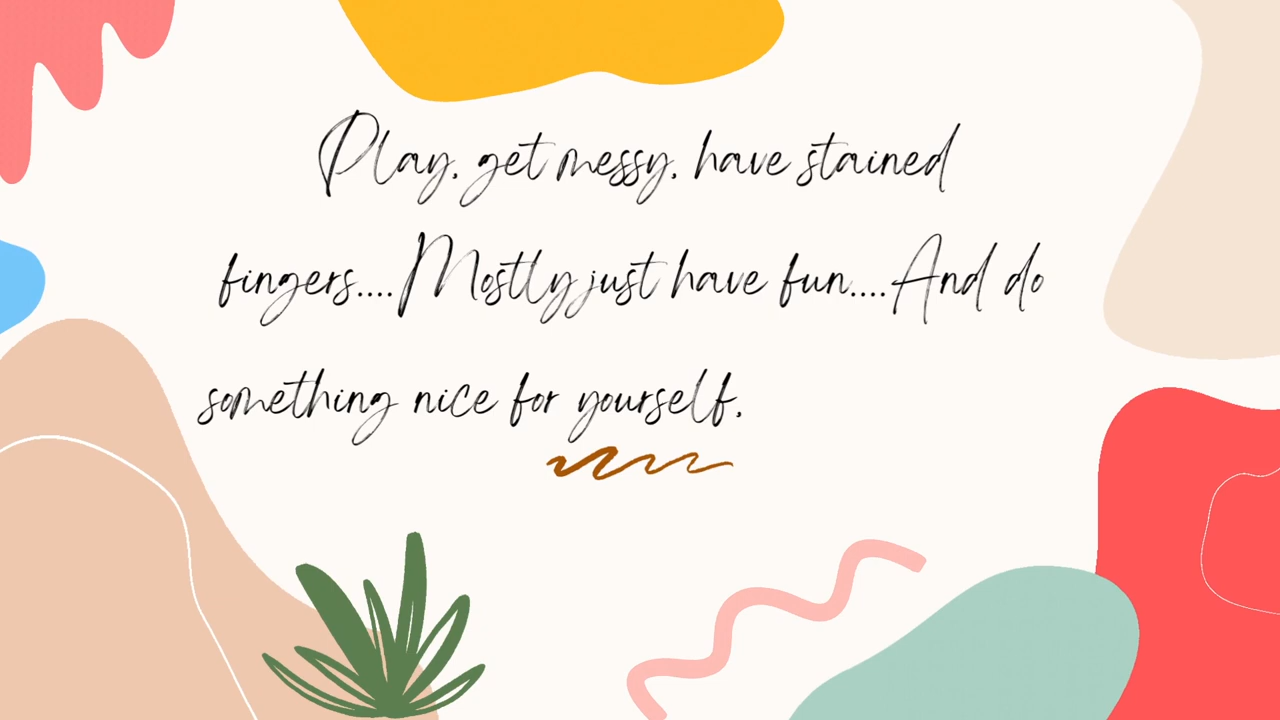 Play, get messy, have stained
fingers....Mostly just have fun....And do
something nice for yourself.